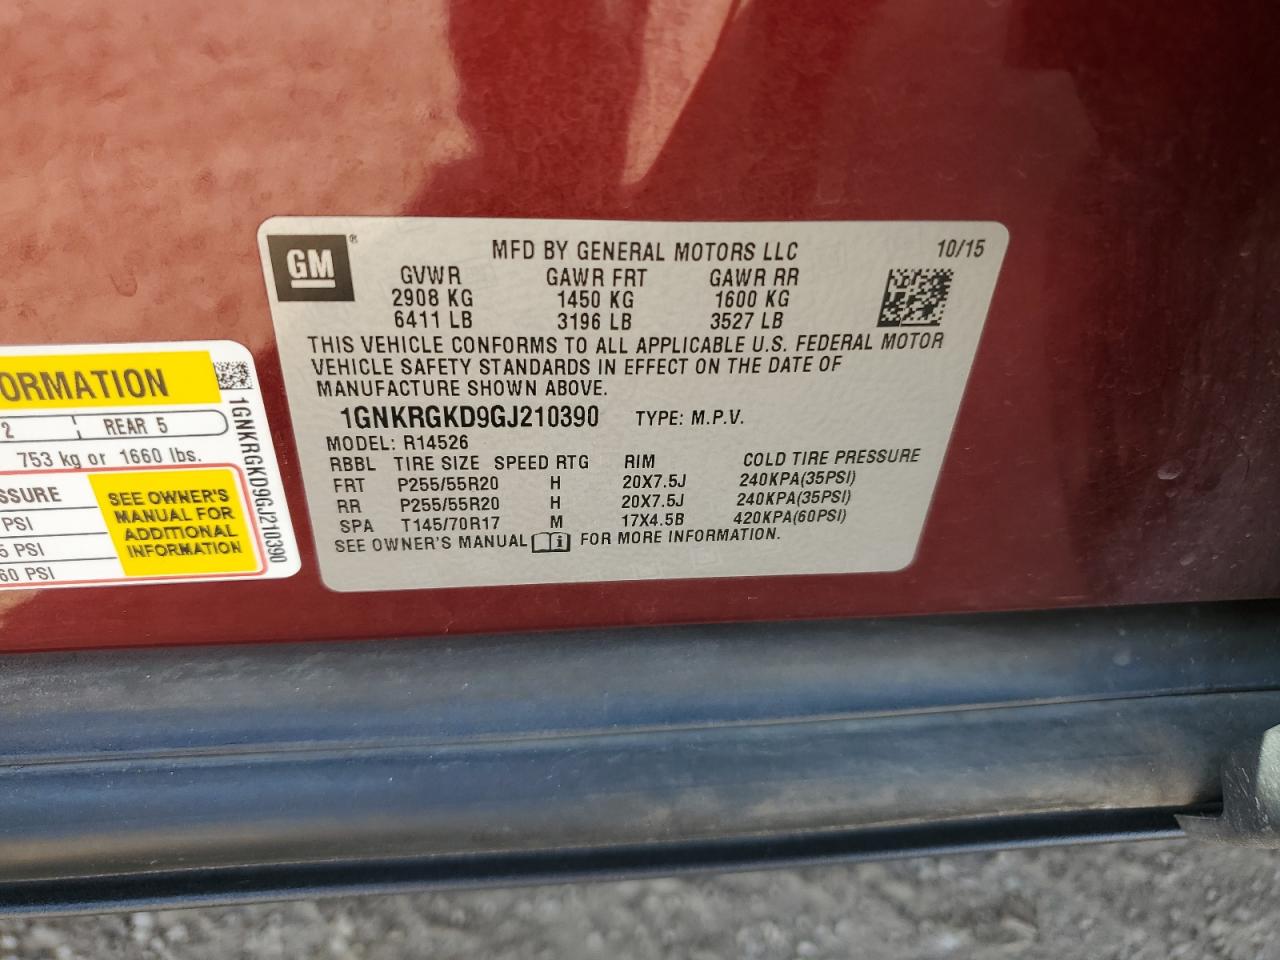 GM ®
MFD BY GENERAL MOTORS LLC 10/15
GVWR GAWR FRT GAWR RR
2908 KG 1450 KG 1600 KG
6411 LB 3196 LB 3527 LB
THIS VEHICLE CONFORMS TO ALL APPLICABLE U.S. FEDERAL MOTOR
VEHICLE SAFETY STANDARDS IN EFFECT ON THE DATE OF
MANUFACTURE SHOWN ABOVE.
1GNKRGKD9GJ210390 TYPE: M.P.V.
MODEL: R14526
RBBL TIRE SIZE SPEED RTG RIM COLD TIRE PRESSURE
FRT P255/55R20 H 20X7.5J 240KPA(35PSI)
RR P255/55R20 H 20X7.5J 240KPA(35PSI)
SPA T145/70R17 M 17X4.5B 420KPA(60PSI)
SEE OWNER'S MANUAL i FOR MORE INFORMATION.
ORMATION
2 REAR 5
753 kg or 1660 lbs.
SSURE
PSI
5 PSI
60 PSI
SEE OWNER'S
MANUAL FOR
ADDITIONAL
INFORMATION
1GNKRGKD9GJ210390